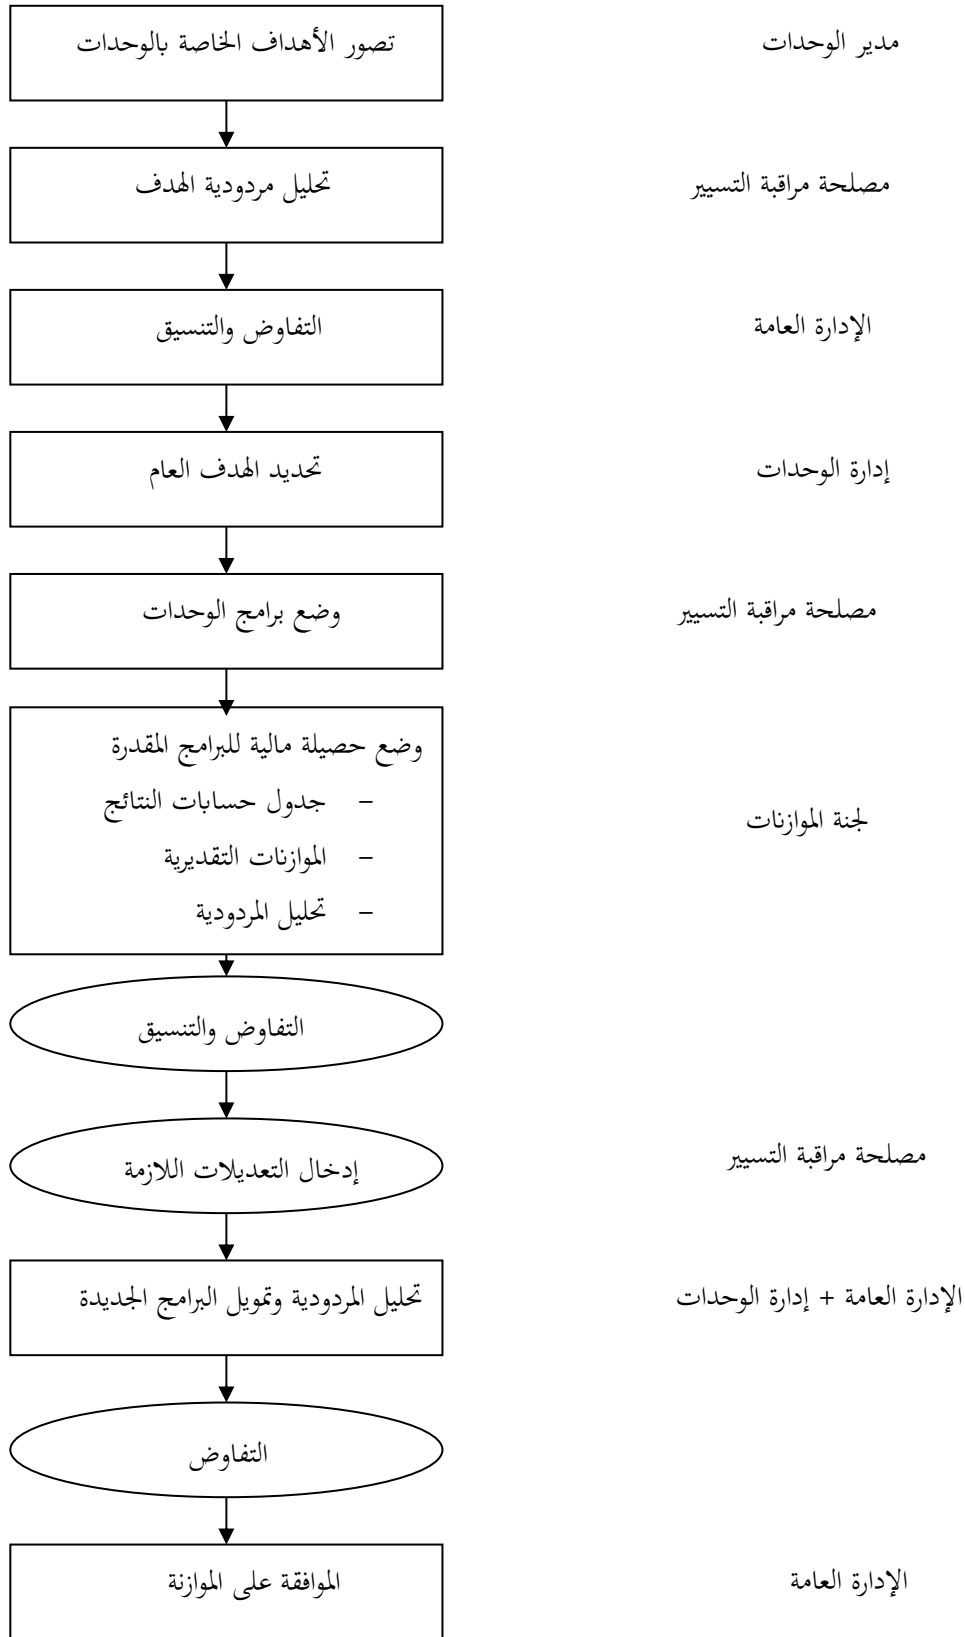 مدير الوحدات
تصور الأهداف الخاصة بالوحدات
مصلحة مراقبة التسيير
تحليل مردودية الهدف
الإدارة العامة
التفاوض والتنسيق
إدارة الوحدات
تحديد الهدف العام
مصلحة مراقبة التسيير
وضع برامج الوحدات
لجنة الموازنات
وضع حصيلة مالية للبرامج المقدرة
– جدول حسابات النتائج
– الموازنات التقديرية
– تحليل المردودية
التفاوض والتنسيق
مصلحة مراقبة التسيير
إدخال التعديلات اللازمة
الإدارة العامة + إدارة الوحدات
تحليل المردودية وتمويل البرامج الجديدة
التفاوض
الإدارة العامة
الموافقة على الموازنة